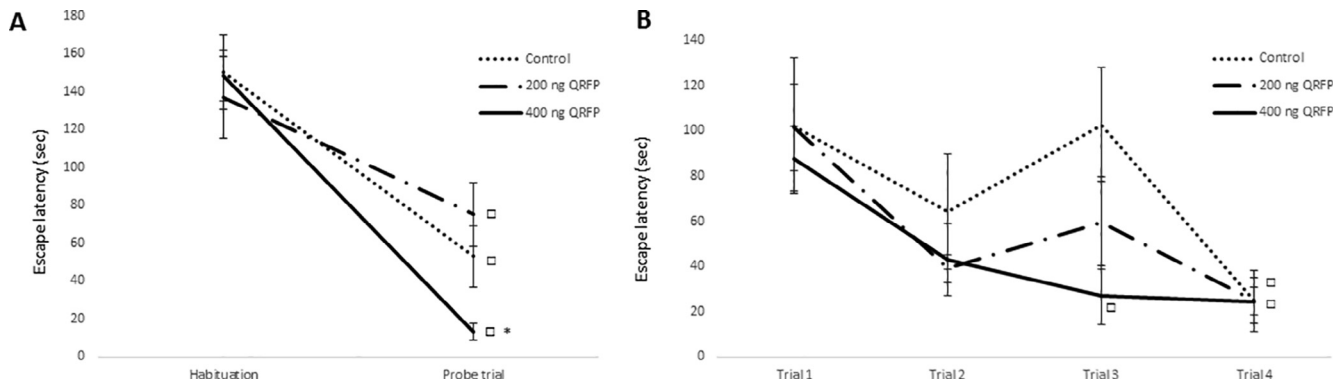 A
180
160
140
120
100
80
60
40
20
0
Escape latency (sec)
Control
200 ng QRFP
400 ng QRFP
*
Habituation
Probe trial
B
140
120
100
80
60
40
20
0
Escape latency (sec)
Control
200 ng QRFP
400 ng QRFP
Trial 1
Trial 2
Trial 3
Trial 4